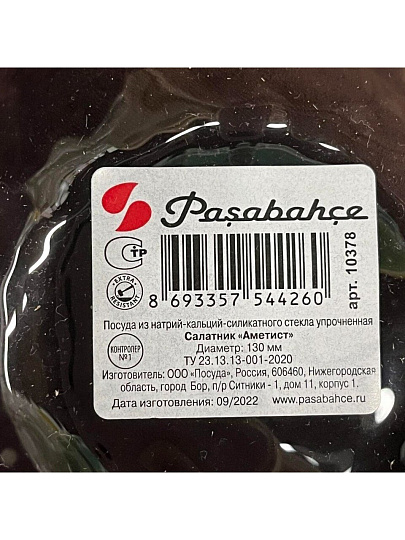 Paşabahçe
TP
EXTRA
RESISTANT
8 693357 544260
арт. 10378
Посуда из натрий-кальций-силикатного стекла упрочненная
Салатник «Аметист»
Диаметр: 130 мм
КОНТРОЛЕР
№1
ТУ 23.13.13-001-2020
Изготовитель: ООО «Посуда», Россия, 606460, Нижегородская
область, город Бор, п/р Ситники - 1, дом 11, корпус 1.
Дата изготовления: 09/2022
www.pasabahce.ru